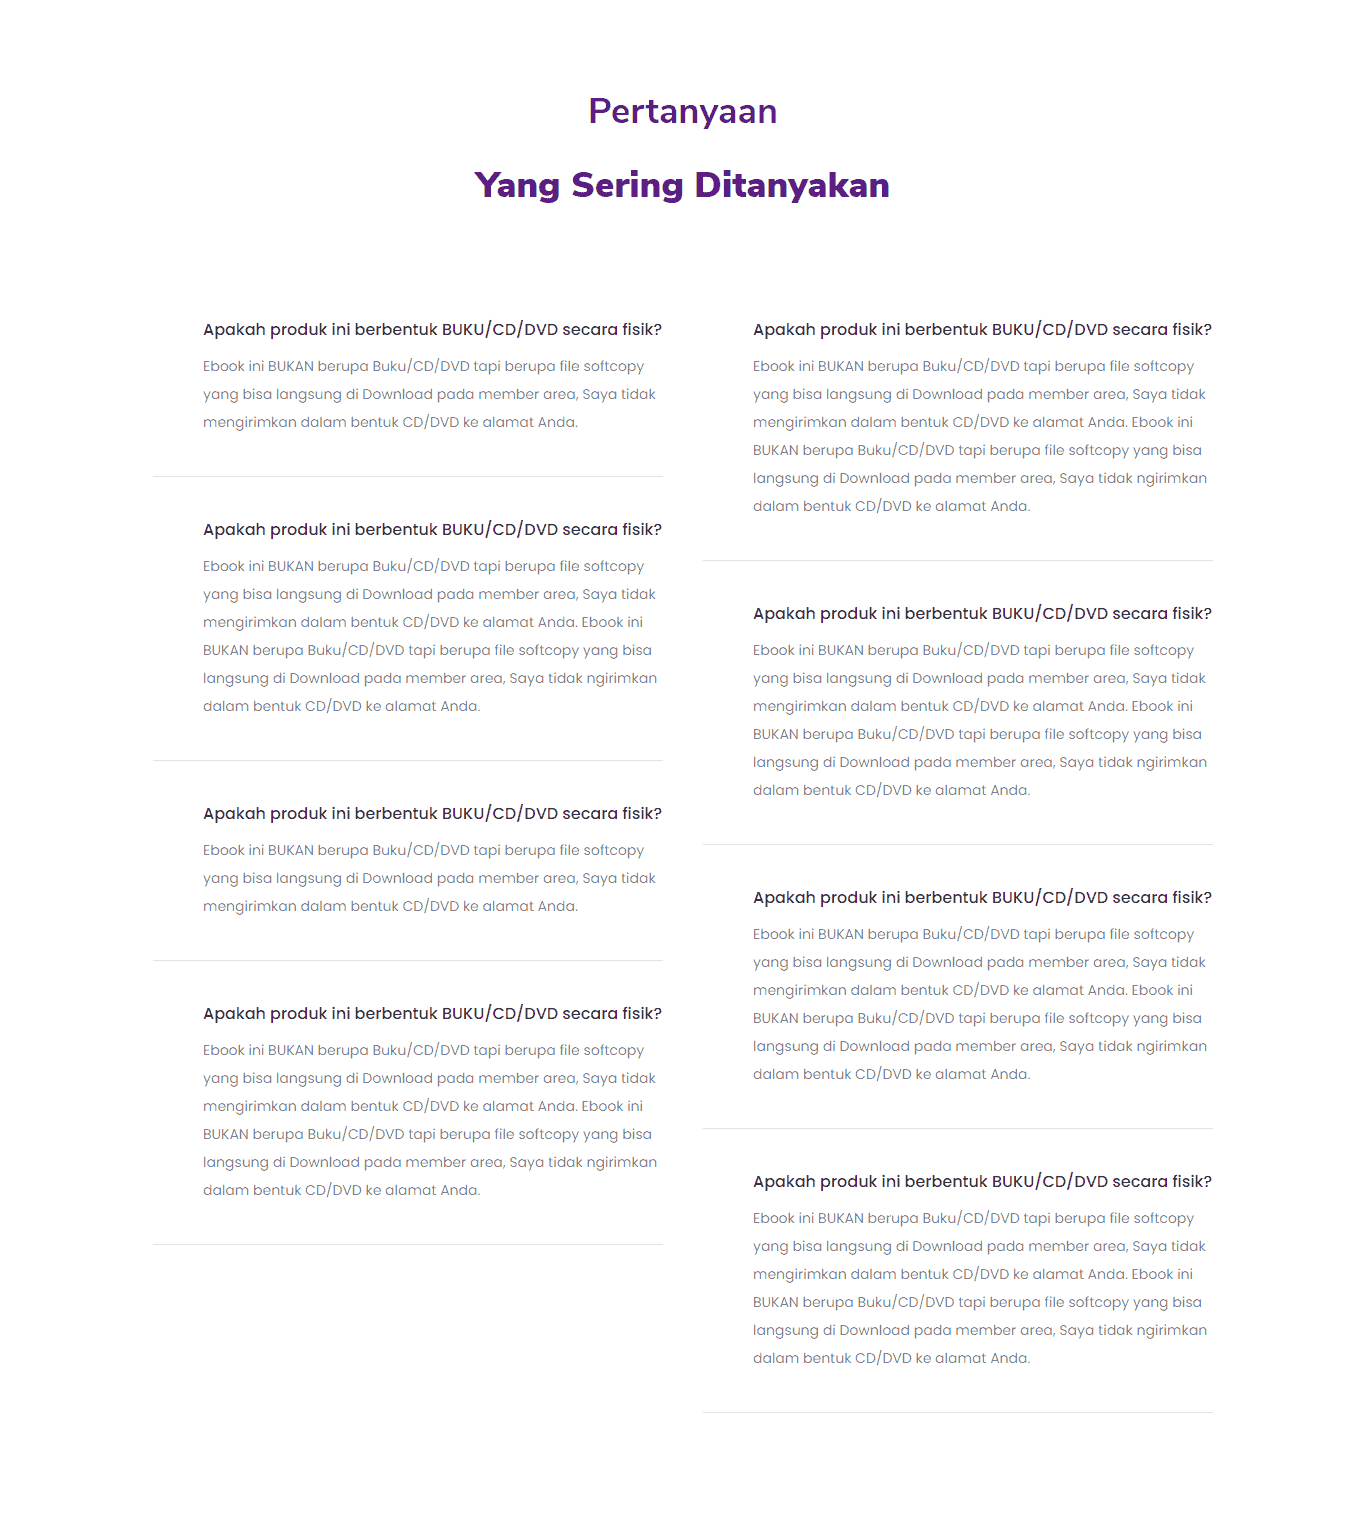 Pertanyaan
Yang Sering Ditanyakan
Apakah produk ini berbentuk BUKU/CD/DVD secara fisik?
Ebook ini BUKAN berupa Buku/CD/DVD tapi berupa file softcopy
yang bisa langsung di Download pada member area, Saya tidak
mengirimkan dalam bentuk CD/DVD ke alamat Anda.
Apakah produk ini berbentuk BUKU/CD/DVD secara fisik?
Ebook ini BUKAN berupa Buku/CD/DVD tapi berupa file softcopy
yang bisa langsung di Download pada member area, Saya tidak
mengirimkan dalam bentuk CD/DVD ke alamat Anda. Ebook ini
BUKAN berupa Buku/CD/DVD tapi berupa file softcopy yang bisa
langsung di Download pada member area, Saya tidak ngirimkan
dalam bentuk CD/DVD ke alamat Anda.
Apakah produk ini berbentuk BUKU/CD/DVD secara fisik?
Ebook ini BUKAN berupa Buku/CD/DVD tapi berupa file softcopy
yang bisa langsung di Download pada member area, Saya tidak
mengirimkan dalam bentuk CD/DVD ke alamat Anda.
Apakah produk ini berbentuk BUKU/CD/DVD secara fisik?
Ebook ini BUKAN berupa Buku/CD/DVD tapi berupa file softcopy
yang bisa langsung di Download pada member area, Saya tidak
mengirimkan dalam bentuk CD/DVD ke alamat Anda. Ebook ini
BUKAN berupa Buku/CD/DVD tapi berupa file softcopy yang bisa
langsung di Download pada member area, Saya tidak ngirimkan
dalam bentuk CD/DVD ke alamat Anda.
Apakah produk ini berbentuk BUKU/CD/DVD secara fisik?
Ebook ini BUKAN berupa Buku/CD/DVD tapi berupa file softcopy
yang bisa langsung di Download pada member area, Saya tidak
mengirimkan dalam bentuk CD/DVD ke alamat Anda. Ebook ini
BUKAN berupa Buku/CD/DVD tapi berupa file softcopy yang bisa
langsung di Download pada member area, Saya tidak ngirimkan
dalam bentuk CD/DVD ke alamat Anda.
Apakah produk ini berbentuk BUKU/CD/DVD secara fisik?
Ebook ini BUKAN berupa Buku/CD/DVD tapi berupa file softcopy
yang bisa langsung di Download pada member area, Saya tidak
mengirimkan dalam bentuk CD/DVD ke alamat Anda. Ebook ini
BUKAN berupa Buku/CD/DVD tapi berupa file softcopy yang bisa
langsung di Download pada member area, Saya tidak ngirimkan
dalam bentuk CD/DVD ke alamat Anda.
Apakah produk ini berbentuk BUKU/CD/DVD secara fisik?
Ebook ini BUKAN berupa Buku/CD/DVD tapi berupa file softcopy
yang bisa langsung di Download pada member area, Saya tidak
mengirimkan dalam bentuk CD/DVD ke alamat Anda. Ebook ini
BUKAN berupa Buku/CD/DVD tapi berupa file softcopy yang bisa
langsung di Download pada member area, Saya tidak ngirimkan
dalam bentuk CD/DVD ke alamat Anda.
Apakah produk ini berbentuk BUKU/CD/DVD secara fisik?
Ebook ini BUKAN berupa Buku/CD/DVD tapi berupa file softcopy
yang bisa langsung di Download pada member area, Saya tidak
mengirimkan dalam bentuk CD/DVD ke alamat Anda. Ebook ini
BUKAN berupa Buku/CD/DVD tapi berupa file softcopy yang bisa
langsung di Download pada member area, Saya tidak ngirimkan
dalam bentuk CD/DVD ke alamat Anda.